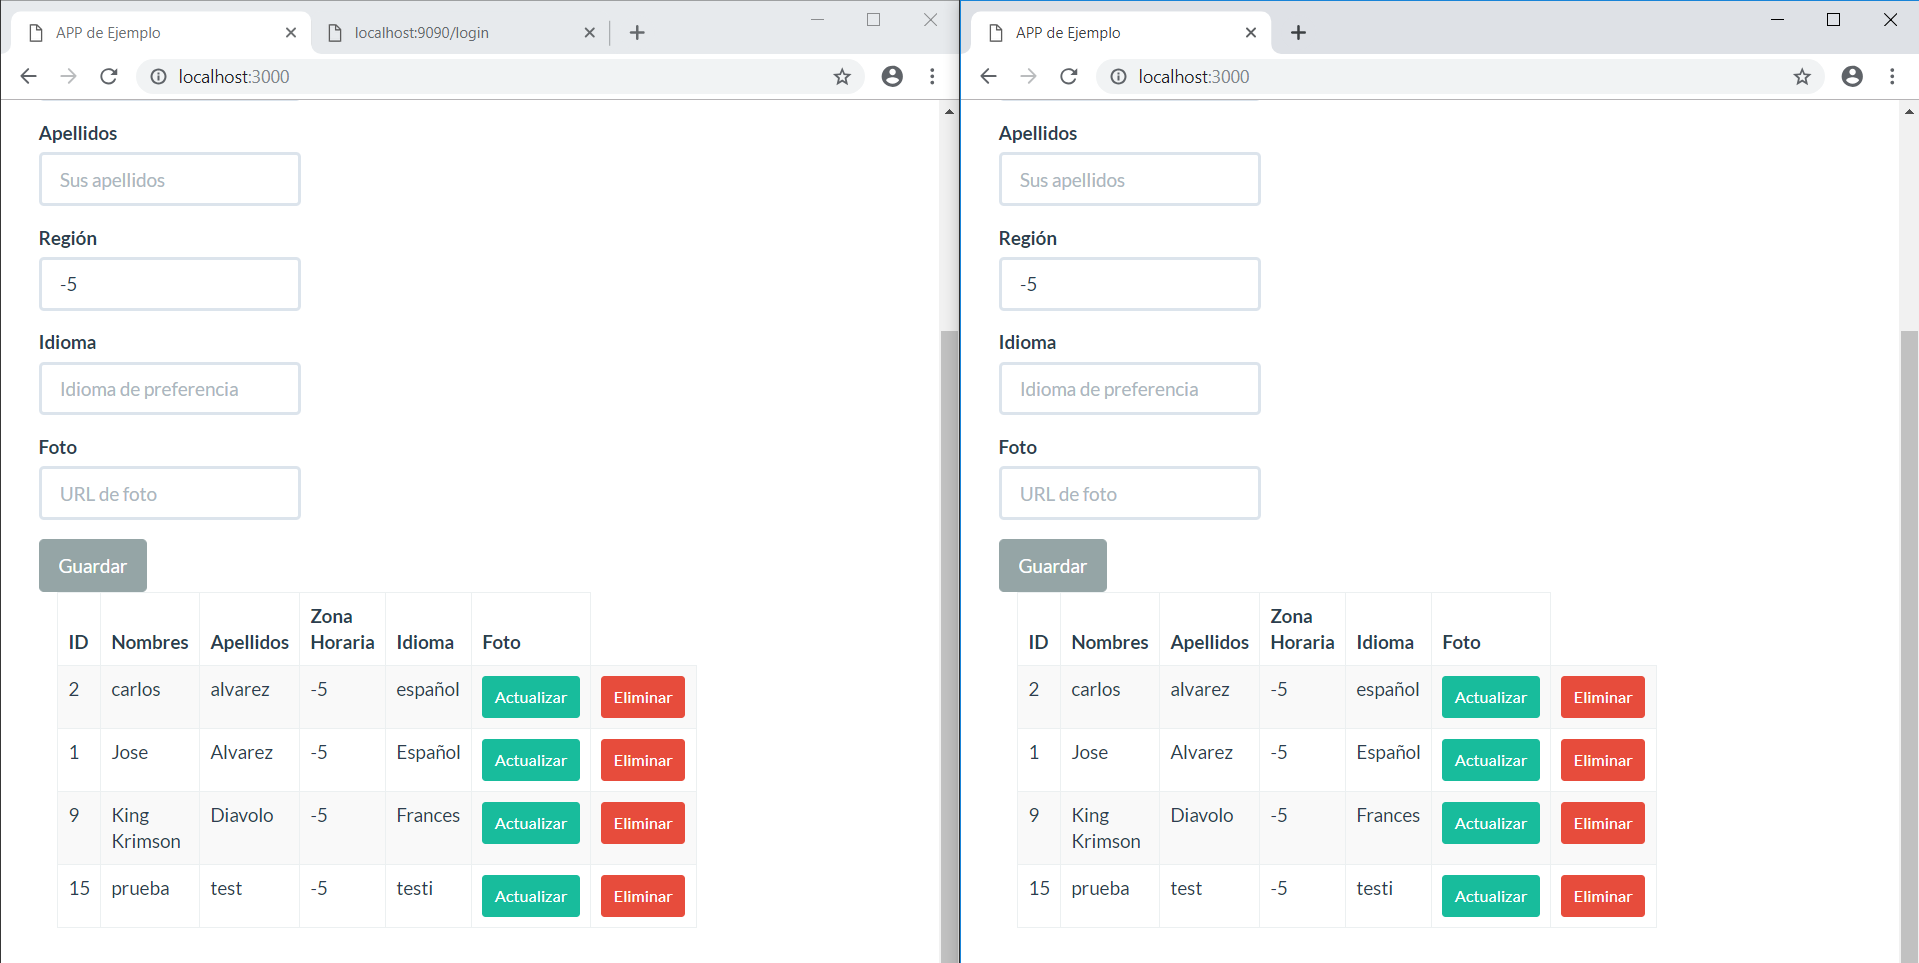 APP de Ejemplo
localhost:9090/login
localhost:3000
Apellidos
Sus apellidos
Región
-5
Idioma
Idioma de preferencia
Foto
URL de foto
Guardar
ID Nombres Apellidos Zona Horaria Idioma Foto
2 carlos alvarez -5 español Actualizar Eliminar
1 Jose Alvarez -5 Español Actualizar Eliminar
9 King Krimson Diavolo -5 Frances Actualizar Eliminar
15 prueba test -5 testi Actualizar Eliminar
APP de Ejemplo
localhost:3000
Apellidos
Sus apellidos
Región
-5
Idioma
Idioma de preferencia
Foto
URL de foto
Guardar
ID Nombres Apellidos Zona Horaria Idioma Foto
2 carlos alvarez -5 español Actualizar Eliminar
1 Jose Alvarez -5 Español Actualizar Eliminar
9 King Krimson Diavolo -5 Frances Actualizar Eliminar
15 prueba test -5 testi Actualizar Eliminar